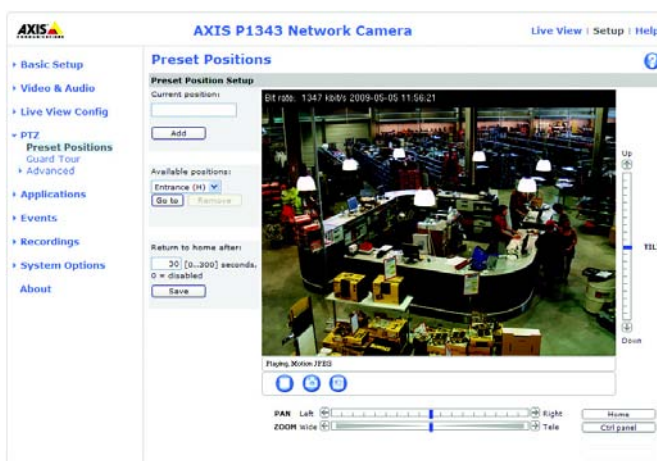 AXIS
COMMUNICATIONS
AXIS P1343 Network Camera
Live View | Setup | Help
Basic Setup
Video & Audio
Live View Config
PTZ
Preset Positions
Guard Tour
Advanced
Applications
Events
Recordings
System Options
About
Preset Positions
?
Preset Position Setup
Current position:
Add
Available positions:
Entrance (H)
Go to Remove
Return to home after:
30 [0...300] seconds.
0 = disabled
Save
Bit rate: 1347 kbit/s 2009-05-05 11:56:21
Playing, Motion JPEG
Up
TIL
Down
PAN Left Right Home
ZOOM Wide Tele Ctrl panel